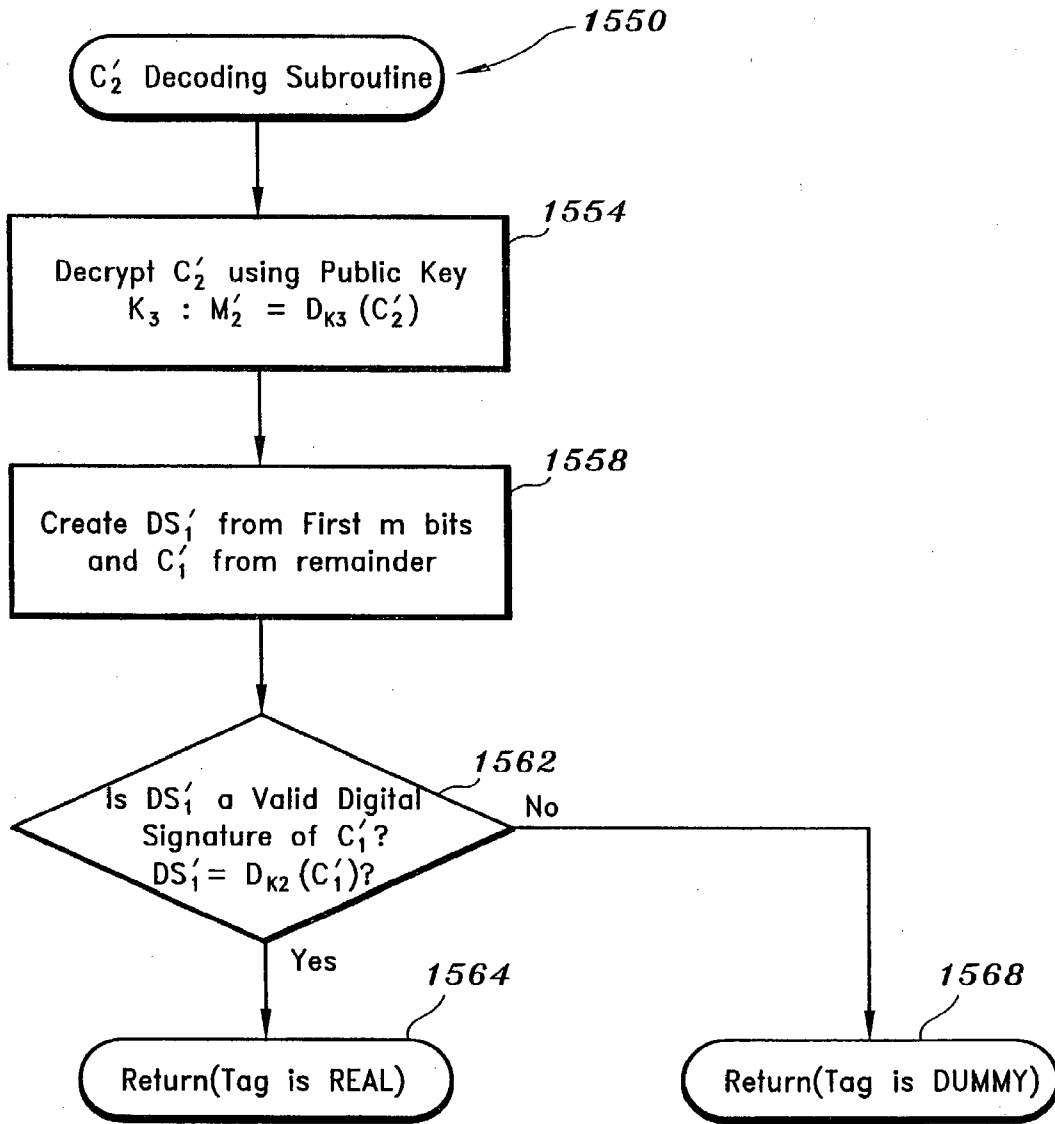 1550
C₂′ Decoding Subroutine
1554
Decrypt C₂′ using Public Key
K₃ : M₂′ = D_K3 (C₂′)
1558
Create DS₁′ from First m bits
and C₁′ from remainder
1562
Is DS₁′ a Valid Digital
Signature of C₁′?
DS₁′ = D_K2 (C₁′)?
No
Yes
1564
1568
Return(Tag is REAL)
Return(Tag is DUMMY)